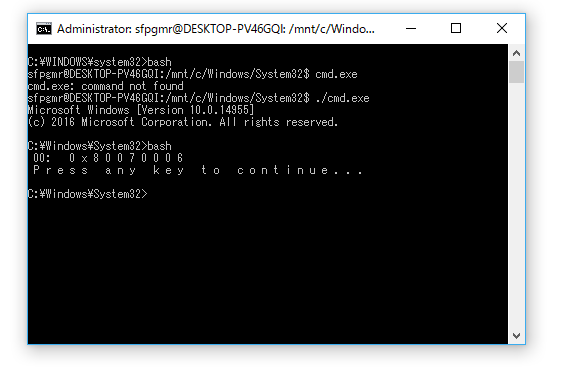 Administrator: sfpgmr@DESKTOP-PV46GQI: /mnt/c/Windo...
C:¥WINDOWS¥system32>bash
sfpgmr@DESKTOP-PV46GQI:/mnt/c/Windows/System32$ cmd.exe
cmd.exe: command not found
sfpgmr@DESKTOP-PV46GQI:/mnt/c/Windows/System32$ ./cmd.exe
Microsoft Windows [Version 10.0.14955]
(c) 2016 Microsoft Corporation. All rights reserved.
C:¥Windows¥System32>bash
00: 0x80070006
Press any key to continue...
C:¥Windows¥System32>